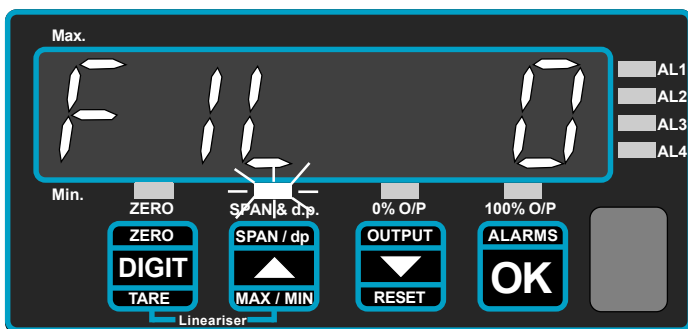 Max.
FIL 0
AL1
AL2
AL3
AL4
Min.
ZERO SPAN & d.p. 0% O/P 100% O/P
ZERO SPAN / dp OUTPUT ALARMS
DIGIT OK
TARE MAX / MIN RESET
Lineariser